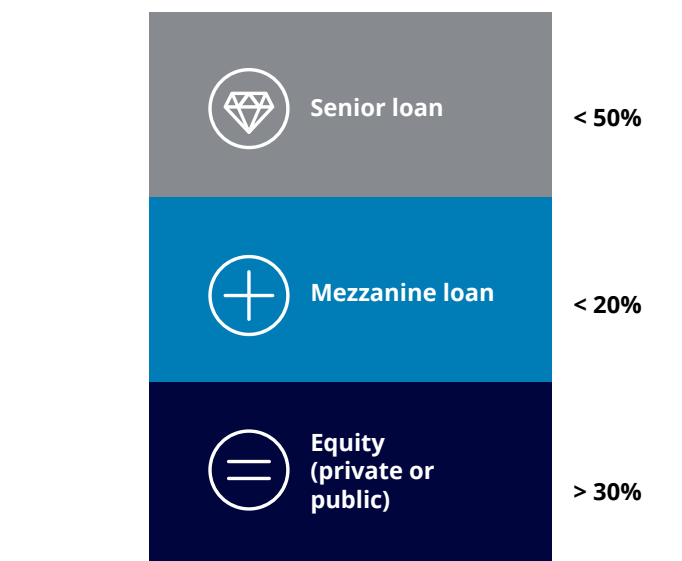 Senior loan
< 50%
Mezzanine loan
< 20%
Equity
(private or
public)
> 30%